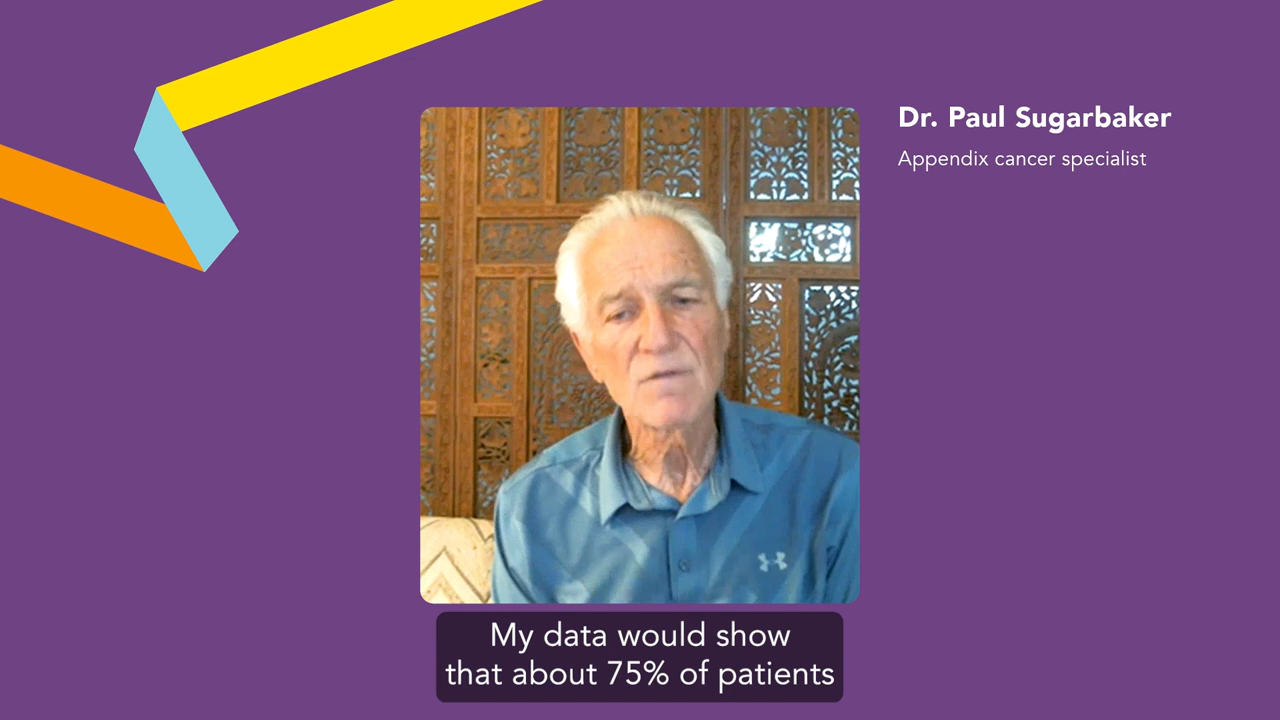 Dr. Paul Sugarbaker
Appendix cancer specialist
My data would show
that about 75% of patients